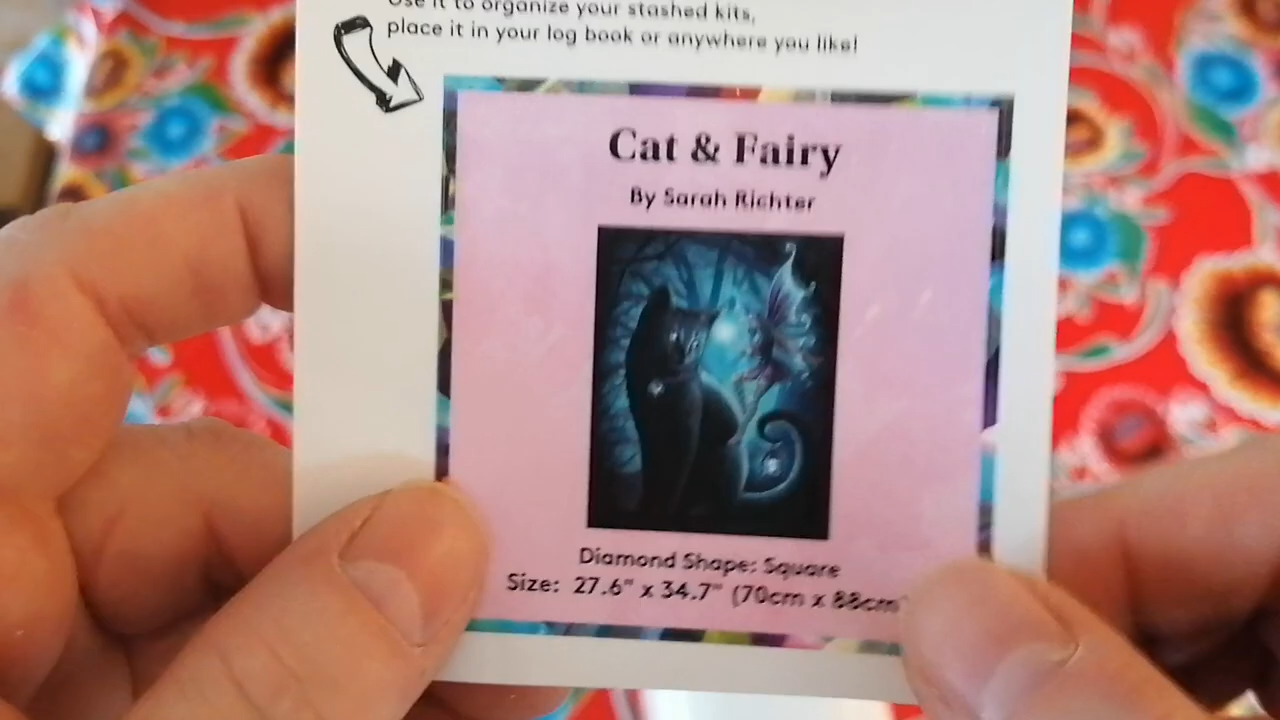 Use it to organize your stashed kits,
place it in your log book or anywhere you like!
Cat & Fairy
By Sarah Richter
Diamond Shape: Square
Size: 27.6" x 34.7" (70cm x 88cm